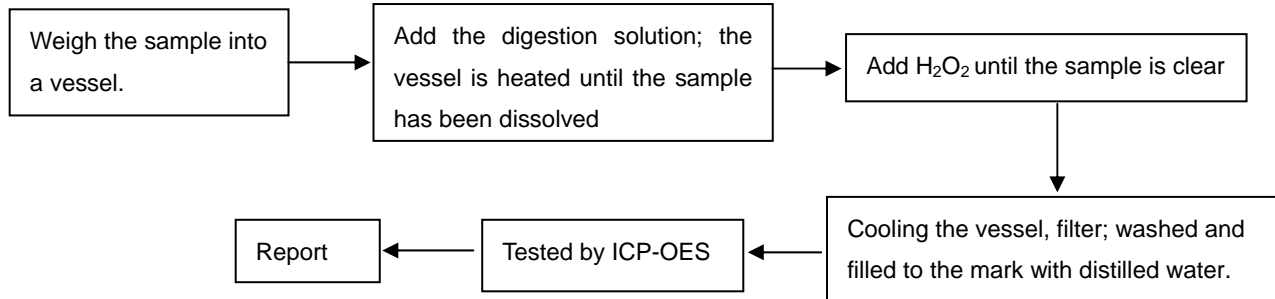 Weigh the sample into
a vessel.
Add the digestion solution; the
vessel is heated until the sample
has been dissolved
Add H₂O₂ until the sample is clear
Cooling the vessel, filter; washed and
filled to the mark with distilled water.
Tested by ICP-OES
Report